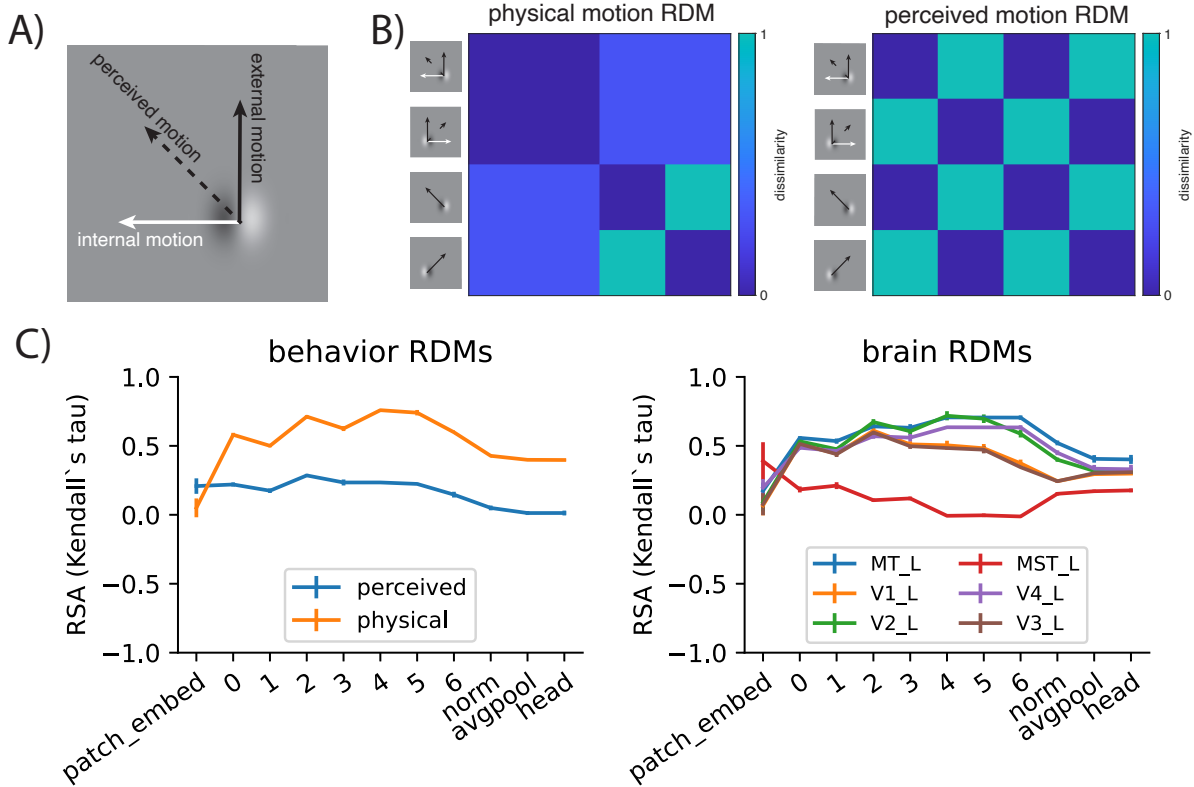 A)
perceived motion
external motion
internal motion
B)
physical motion RDM
1
dissimilarity
0
perceived motion RDM
1
dissimilarity
0
C)
behavior RDMs
RSA (Kendall`s tau)
1.0
0.5
0.0
−0.5
−1.0
perceived
physical
patch_embed
0
1
2
3
4
5
6
norm
avgpool
head
brain RDMs
RSA (Kendall`s tau)
1.0
0.5
0.0
−0.5
−1.0
MT_L
V1_L
V2_L
MST_L
V4_L
V3_L
patch_embed
0
1
2
3
4
5
6
norm
avgpool
head